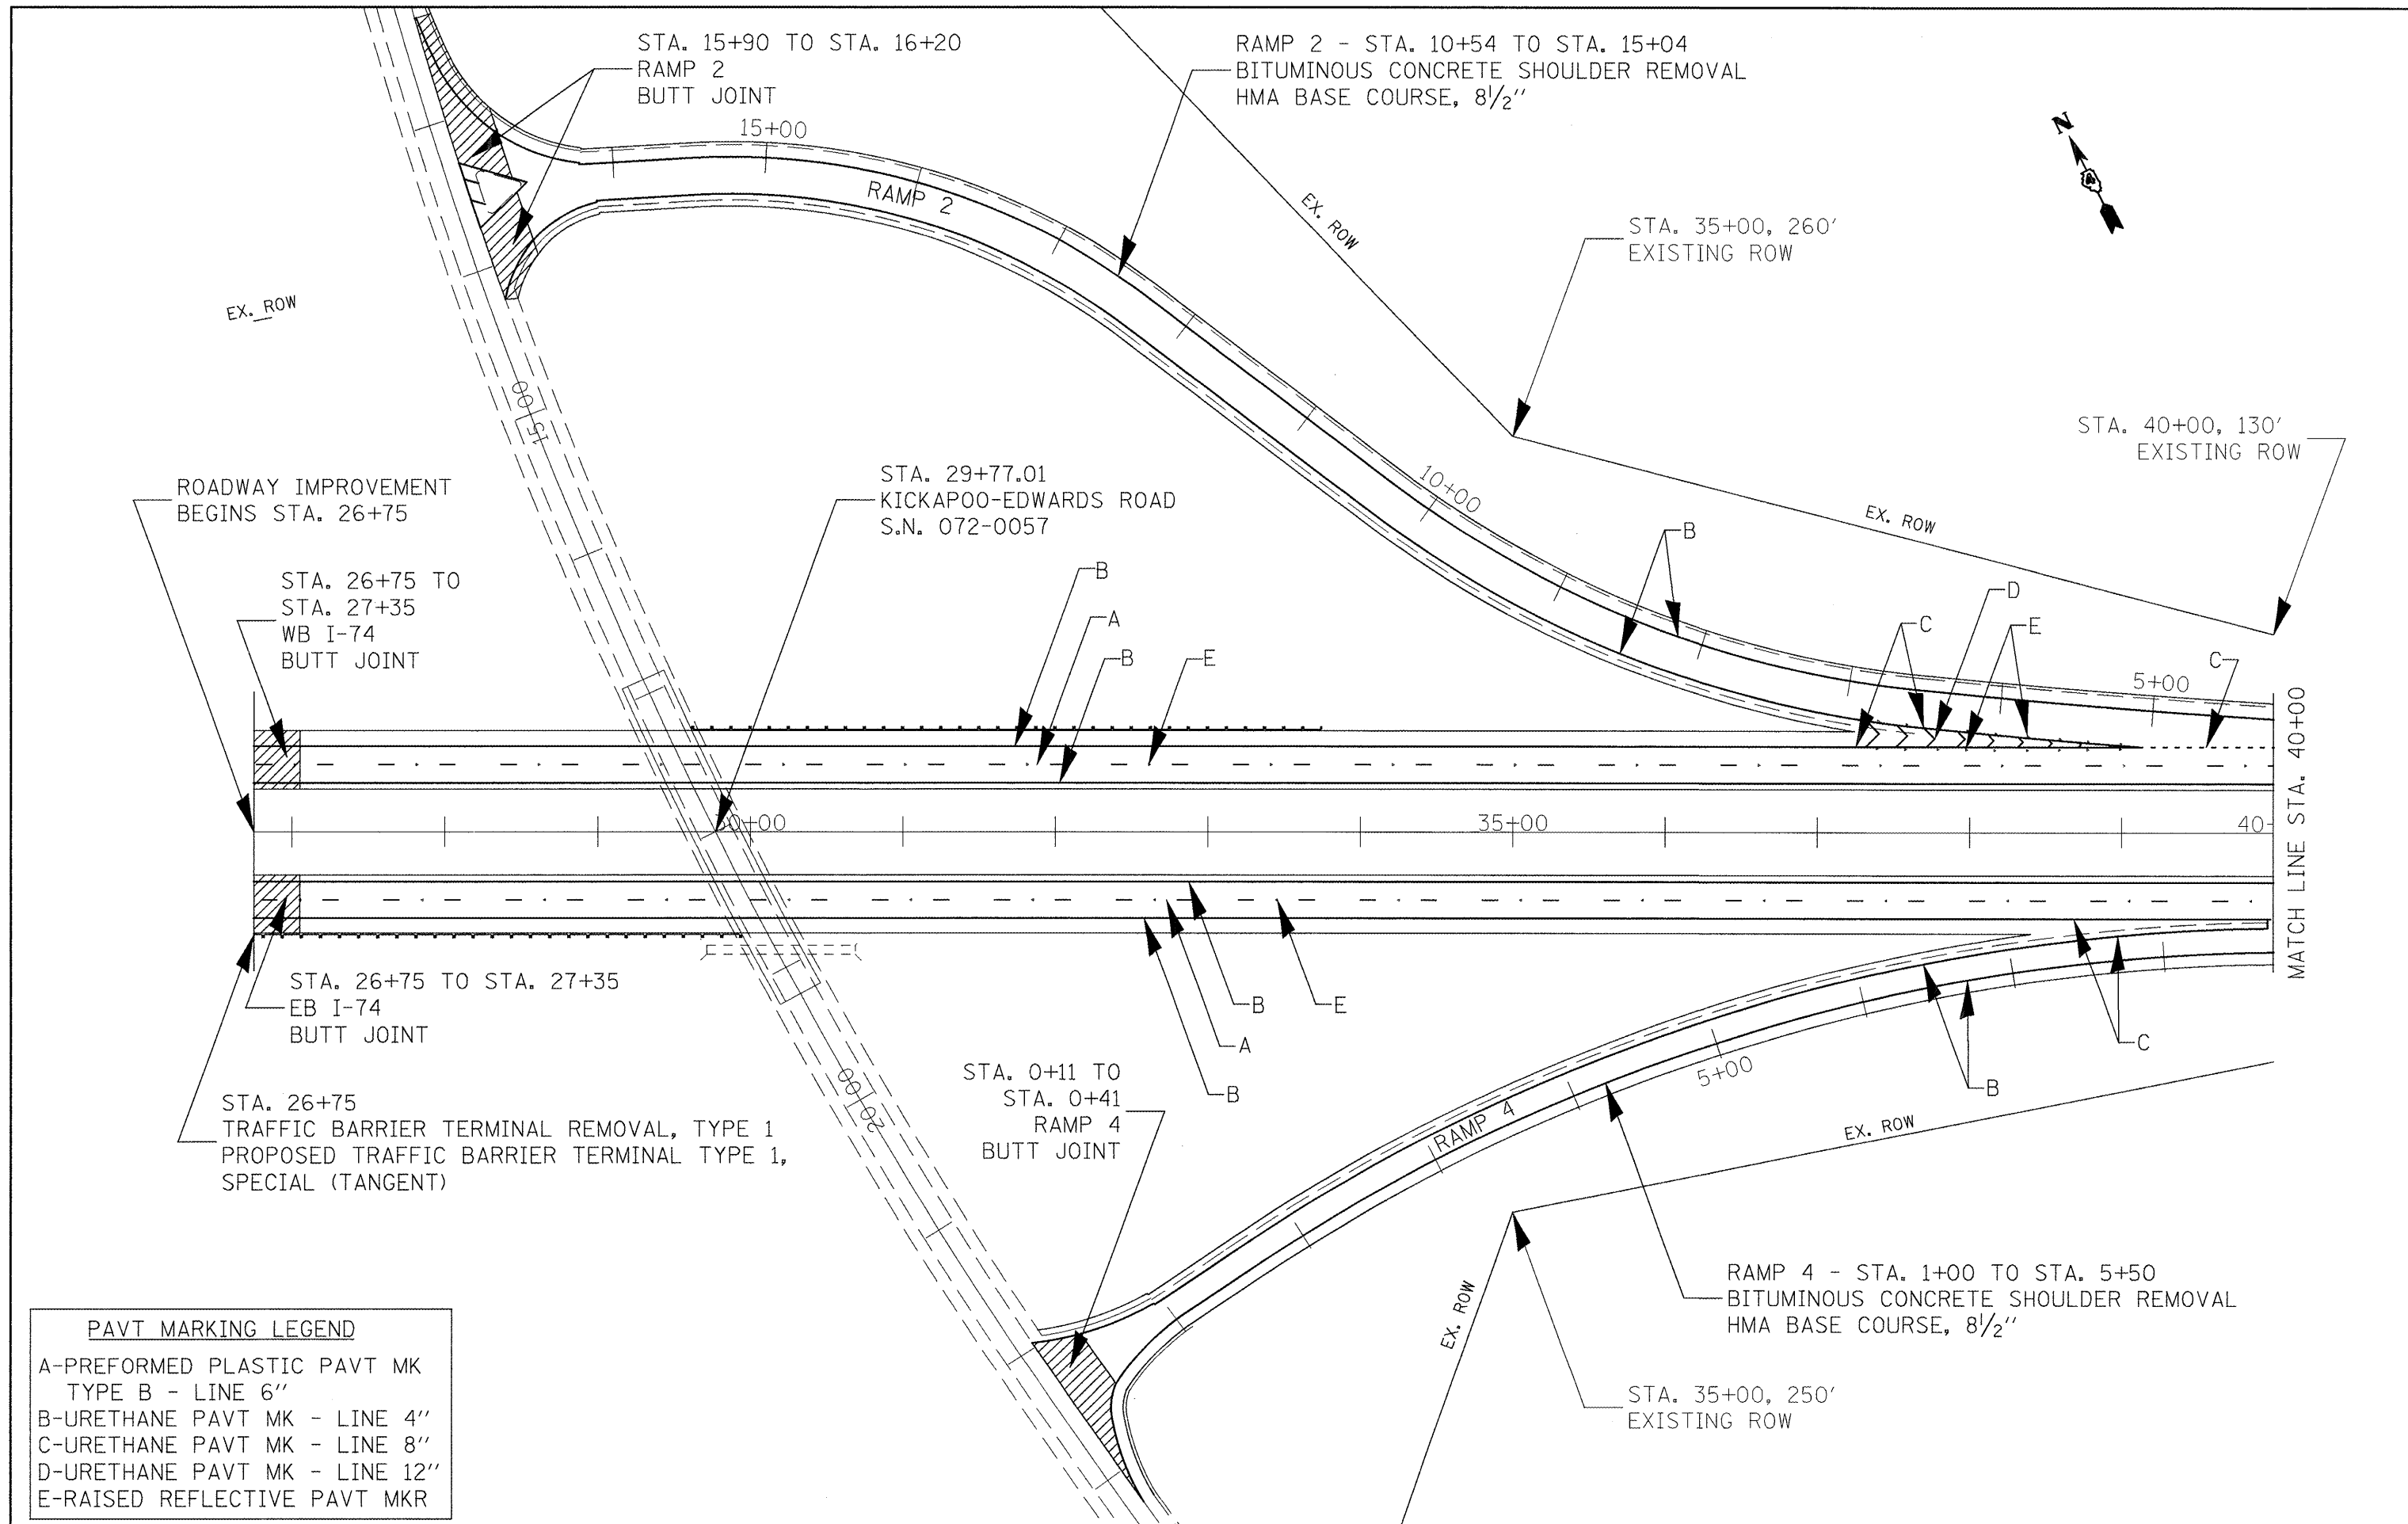 STA. 15+90 TO STA. 16+20
RAMP 2
BUTT JOINT
RAMP 2 - STA. 10+54 TO STA. 15+04
BITUMINOUS CONCRETE SHOULDER REMOVAL
HMA BASE COURSE, 8 1/2"
N
15+00
RAMP 2
EX. ROW
STA. 35+00, 260'
EXISTING ROW
EX. ROW
15+00
STA. 40+00, 130'
EXISTING ROW
ROADWAY IMPROVEMENT
BEGINS STA. 26+75
STA. 29+77.01
KICKAPOO-EDWARDS ROAD
S.N. 072-0057
10+00
EX. ROW
B
STA. 26+75 TO
STA. 27+35
WB I-74
BUTT JOINT
B
A
B
E
C
D
E
C
5+00
MATCH LINE STA. 40+00
30+00
35+00
40+
STA. 26+75 TO STA. 27+35
EB I-74
BUTT JOINT
B
E
A
B
C
B
20+00
STA. 26+75
TRAFFIC BARRIER TERMINAL REMOVAL, TYPE 1
PROPOSED TRAFFIC BARRIER TERMINAL TYPE 1,
SPECIAL (TANGENT)
STA. 0+11 TO
STA. 0+41
RAMP 4
BUTT JOINT
5+00
RAMP 4
EX. ROW
EX. ROW
RAMP 4 - STA. 1+00 TO STA. 5+50
BITUMINOUS CONCRETE SHOULDER REMOVAL
HMA BASE COURSE, 8 1/2"
STA. 35+00, 250'
EXISTING ROW
PAVT MARKING LEGEND
A-PREFORMED PLASTIC PAVT MK
TYPE B - LINE 6"
B-URETHANE PAVT MK - LINE 4"
C-URETHANE PAVT MK - LINE 8"
D-URETHANE PAVT MK - LINE 12"
E-RAISED REFLECTIVE PAVT MKR